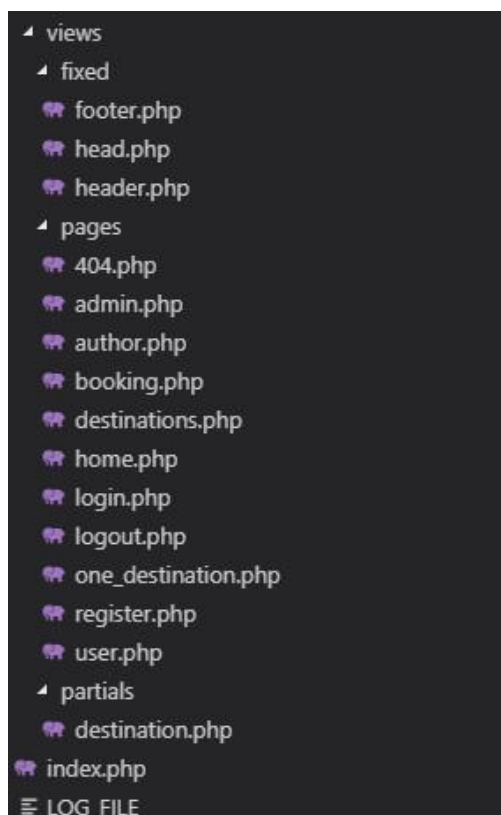 views
fixed
footer.php
head.php
header.php
pages
404.php
admin.php
author.php
booking.php
destinations.php
home.php
login.php
logout.php
one_destination.php
register.php
user.php
partials
destination.php
index.php
LOG_FILE